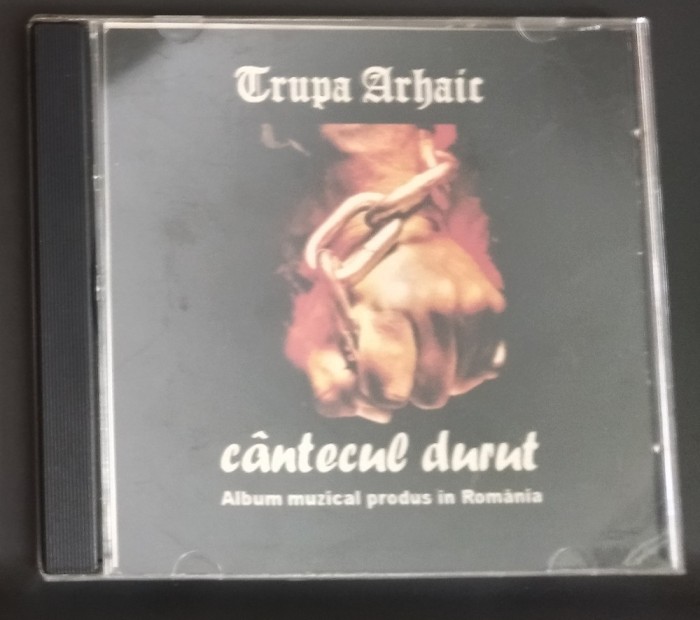 Trupa Arhaic
cântecul durut
Album muzical produs în România